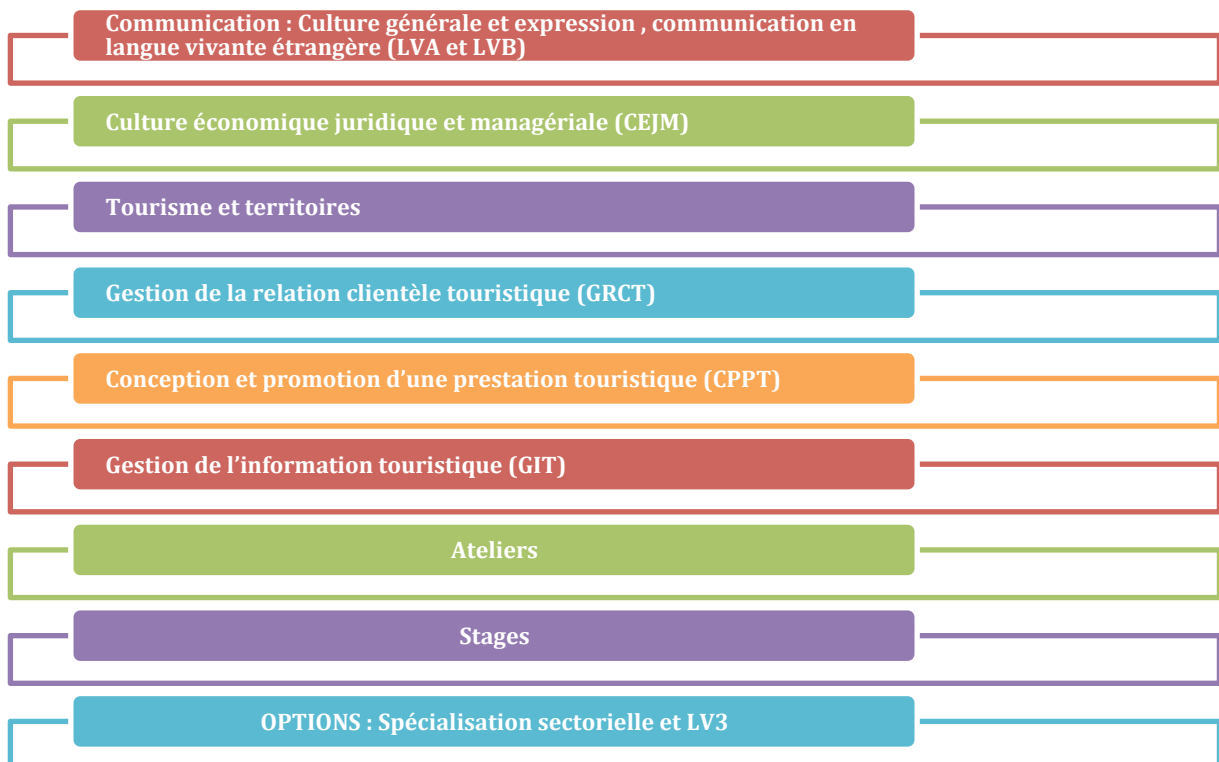 Communication : Culture générale et expression , communication en
langue vivante étrangère (LVA et LVB)
Culture économique juridique et managériale (CEJM)
Tourisme et territoires
Gestion de la relation clientèle touristique (GRCT)
Conception et promotion d’une prestation touristique (CPPT)
Gestion de l’information touristique (GIT)
Ateliers
Stages
OPTIONS : Spécialisation sectorielle et LV3